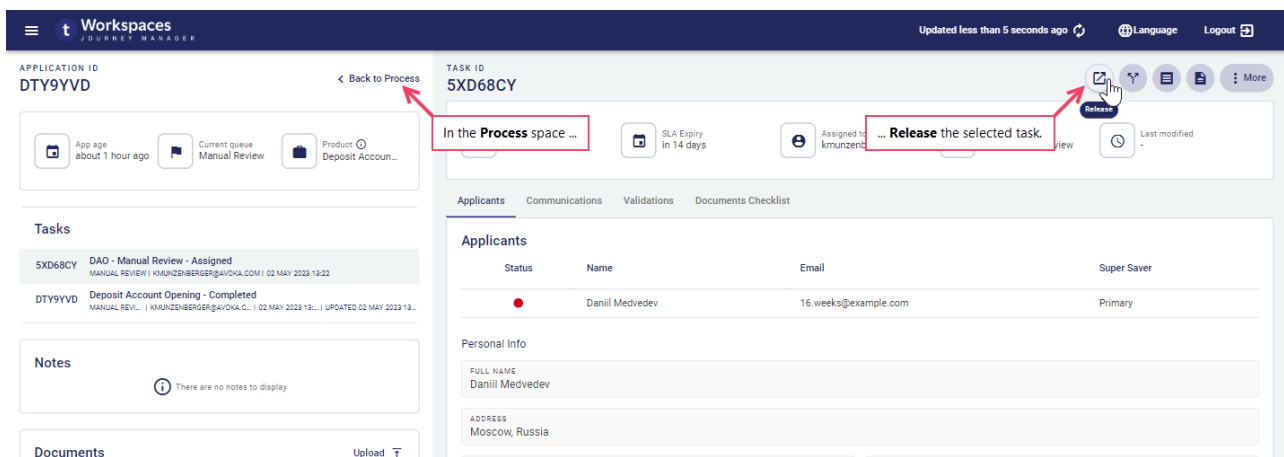 t Workspaces
JOURNEY MANAGER
Updated less than 5 seconds ago
Language
Logout
APPLICATION ID
DTY9YVD
Back to Process
App age
about 1 hour ago
Current queue
Manual Review
Product
Deposit Accoun...
Tasks
5XD68CY
DAO - Manual Review - Assigned
MANUAL REVIEW | KMUNZENBERGER@AVOKA.COM | 02 MAY 2023 13:22
DTY9YVD
Deposit Account Opening - Completed
MANUAL REVI... | KMUNZENBERGER@AVOKA.C... | 02 MAY 2023 13:... | UPDATED 02 MAY 2023 13...
Notes
There are no notes to display
Documents
Upload
TASK ID
5XD68CY
More
Release
In the Process space ...
SLA Expiry
in 14 days
Assigned to
kmunzenb
... Release the selected task.
view
Last modified
-
Applicants
Communications
Validations
Documents Checklist
Applicants
Status Name Email Super Saver
Daniil Medvedev 16.weeks@example.com Primary
Personal Info
FULL NAME
Daniil Medvedev
ADDRESS
Moscow, Russia